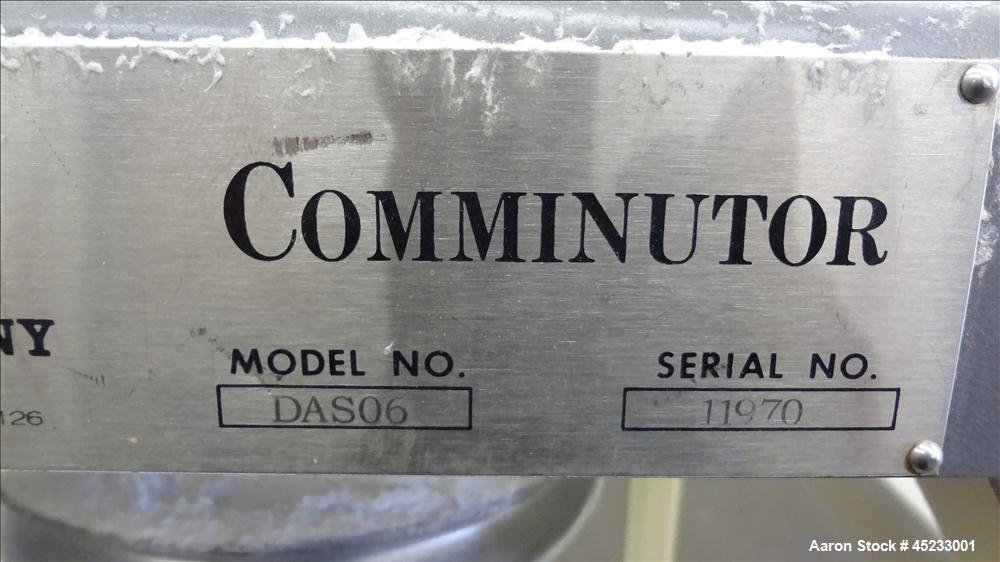 COMMINUTOR
NY
MODEL NO. SERIAL NO.
DAS06 11970
126
Aaron Stock # 45233001